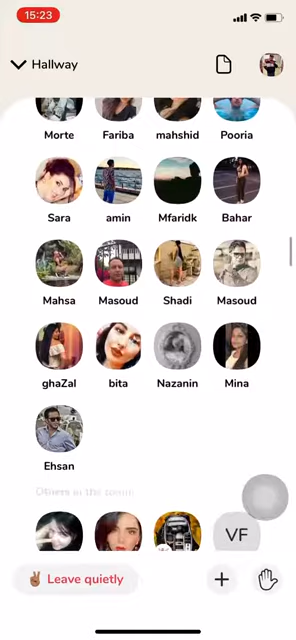 15:23
Hallway
Morte Fariba mahshid Pooria
Sara amin Mfaridk Bahar
Mahsa Masoud Shadi Masoud
ghaZal bita Nazanin Mina
Ehsan
Others in the room
VF
Leave quietly